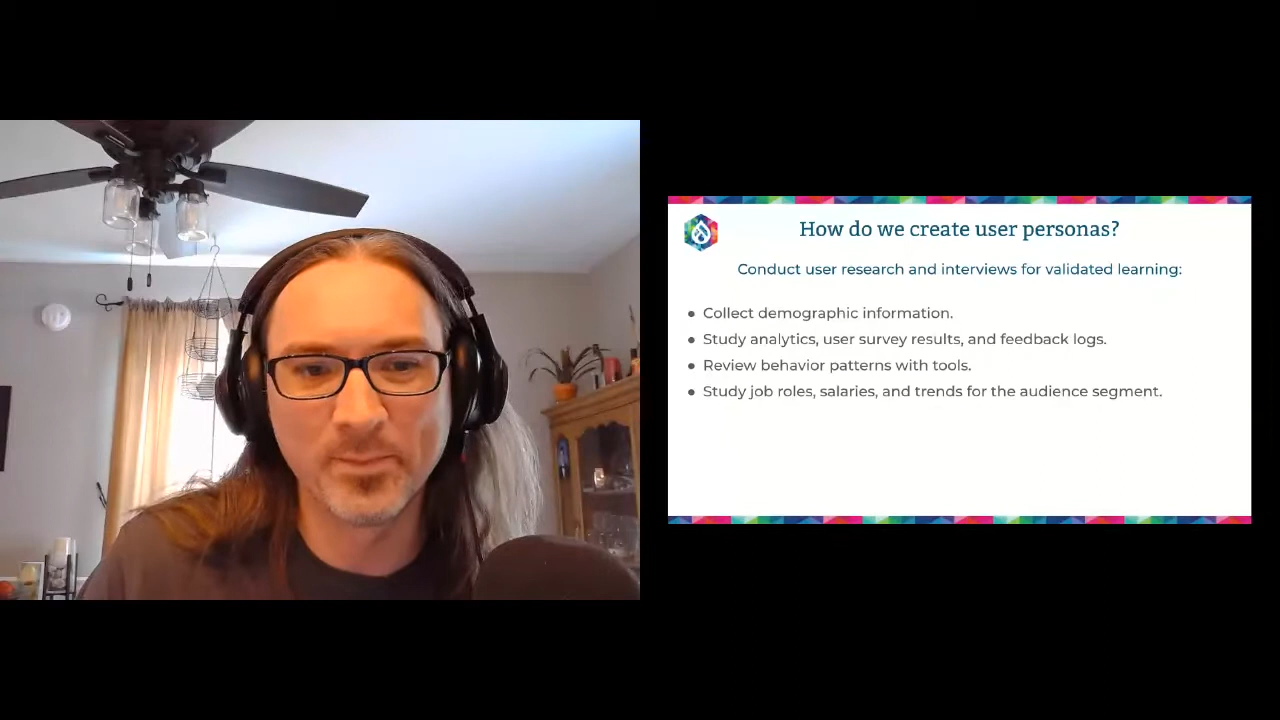 How do we create user personas?
Conduct user research and interviews for validated learning:
● Collect demographic information.
● Study analytics, user survey results, and feedback logs.
● Review behavior patterns with tools.
● Study job roles, salaries, and trends for the audience segment.